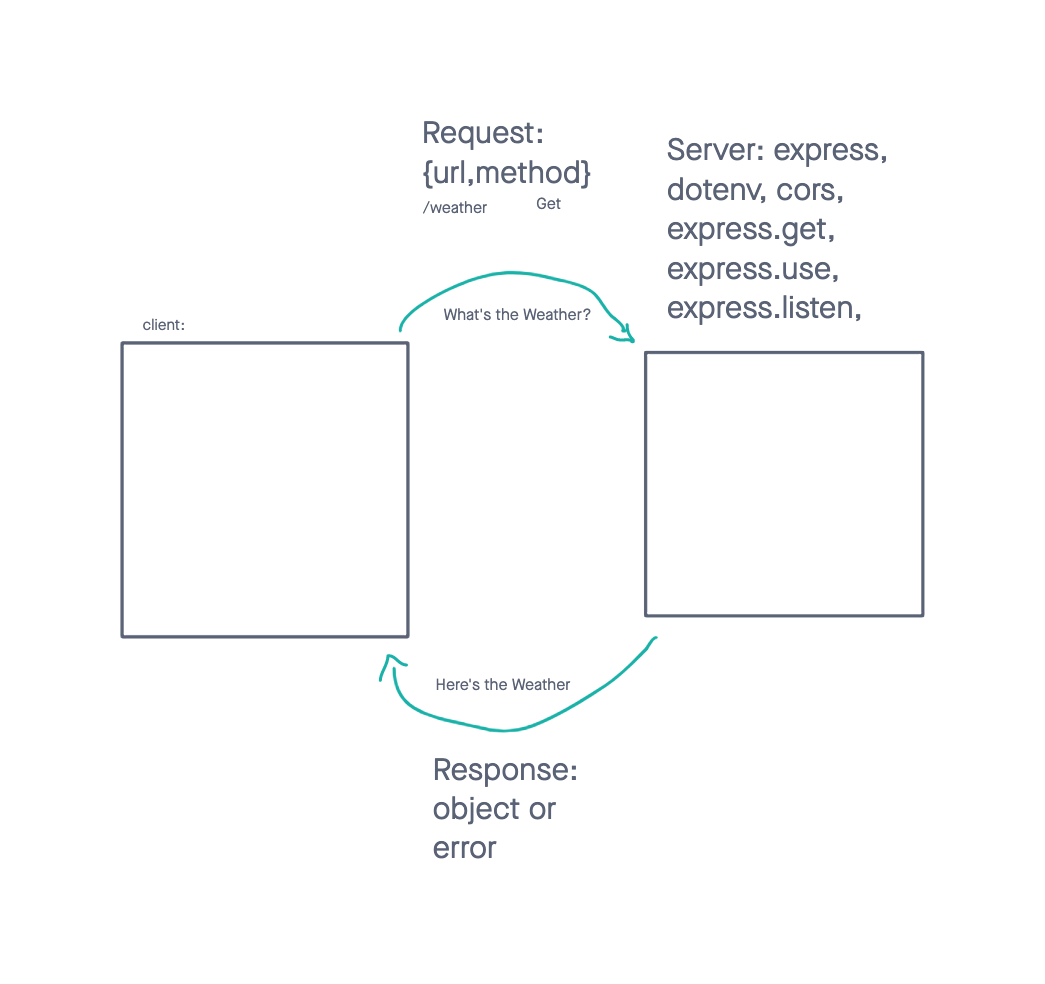 Request:
{url,method}
/weather
Get
Server: express,
dotenv, cors,
express.get,
express.use,
express.listen,
What's the Weather?
client:
Here's the Weather
Response:
object or
error